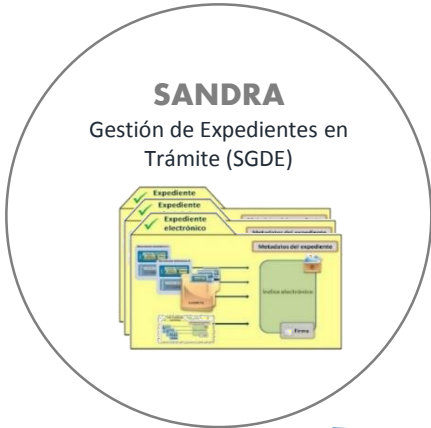 SANDRA
Gestión de Expedientes en
Trámite (SGDE)
Expediente
Expediente
Expediente
electrónico
Metadatos del expediente
Índice electrónico
Firma